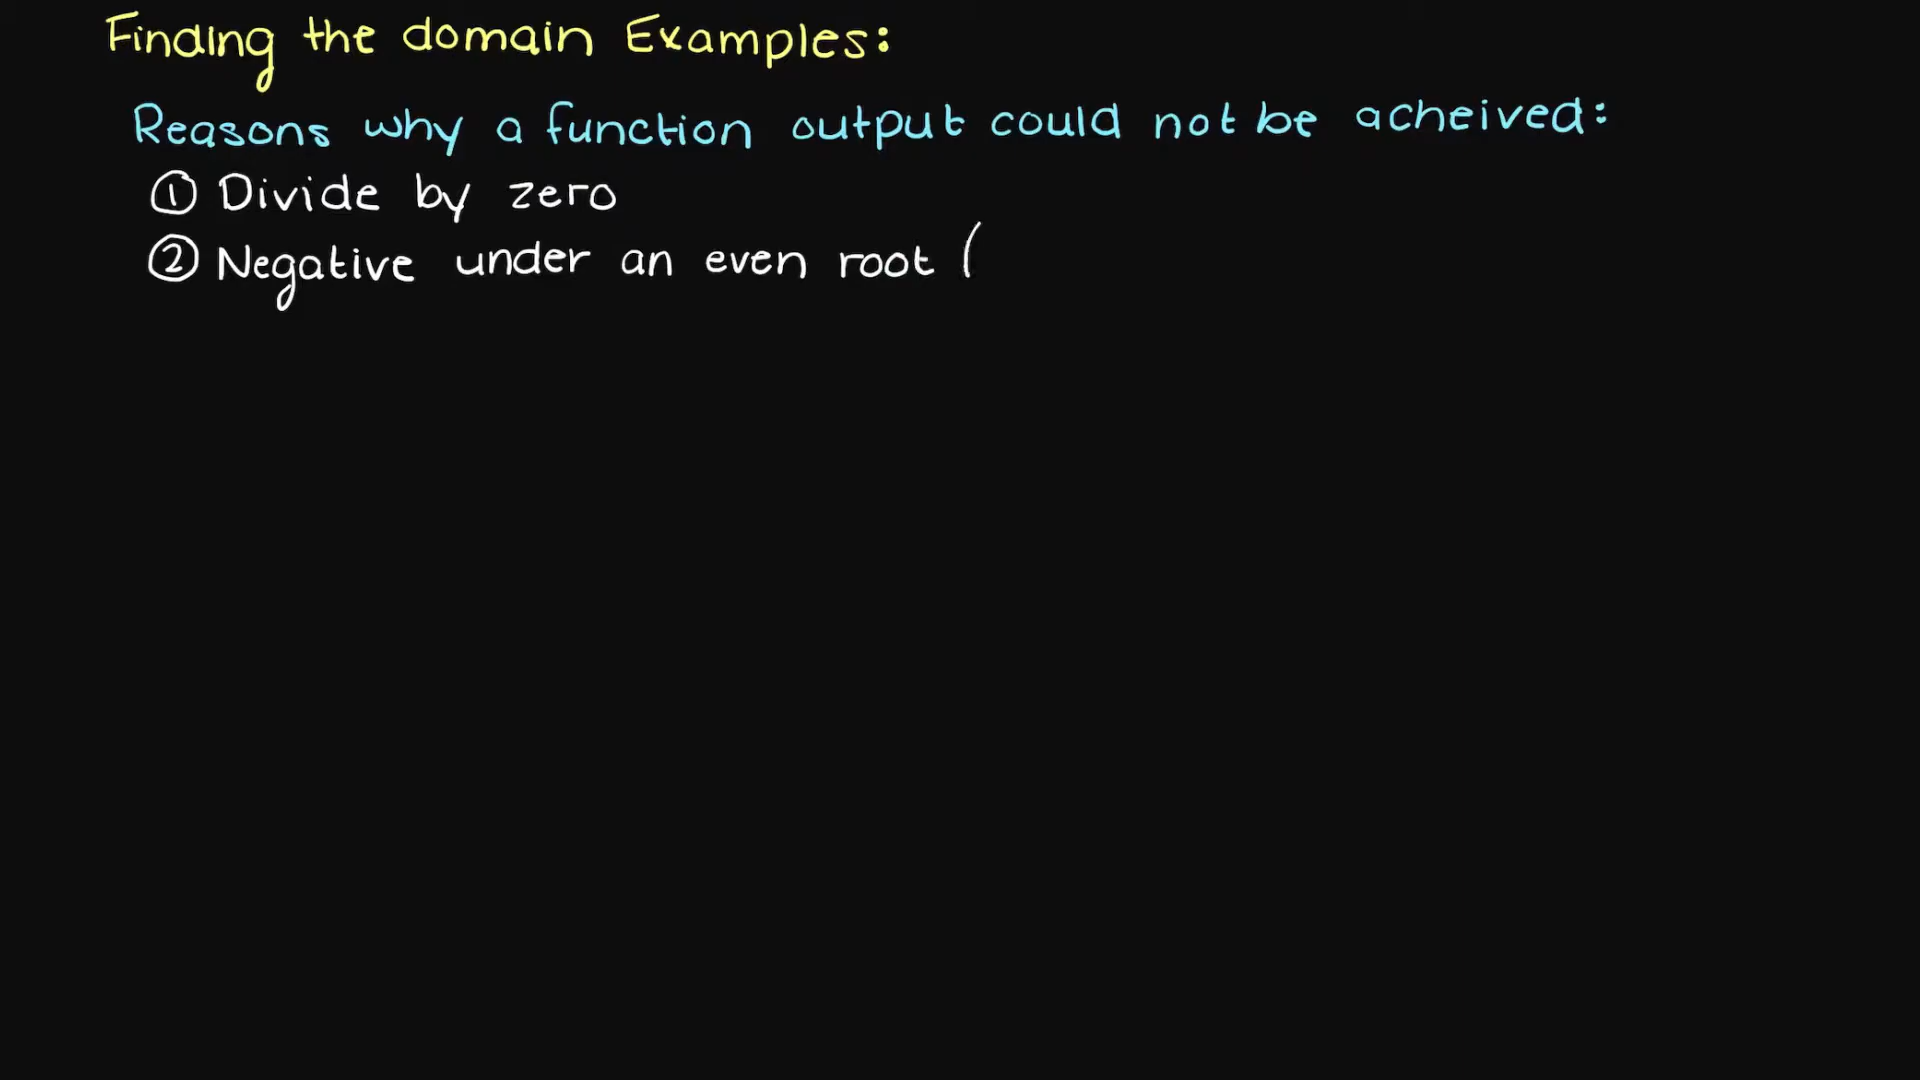 Finding the domain Examples:
Reasons why a function output could not be acheived:
① Divide by zero
② Negative under an even root (